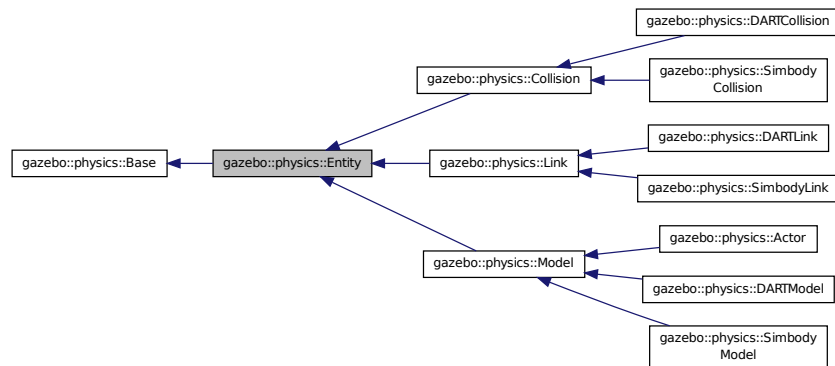 gazebo::physics::Base
gazebo::physics::Entity
gazebo::physics::Collision
gazebo::physics::DARTCollision
gazebo::physics::Simbody
Collision
gazebo::physics::Link
gazebo::physics::DARTLink
gazebo::physics::SimbodyLink
gazebo::physics::Model
gazebo::physics::Actor
gazebo::physics::DARTModel
gazebo::physics::Simbody
Model